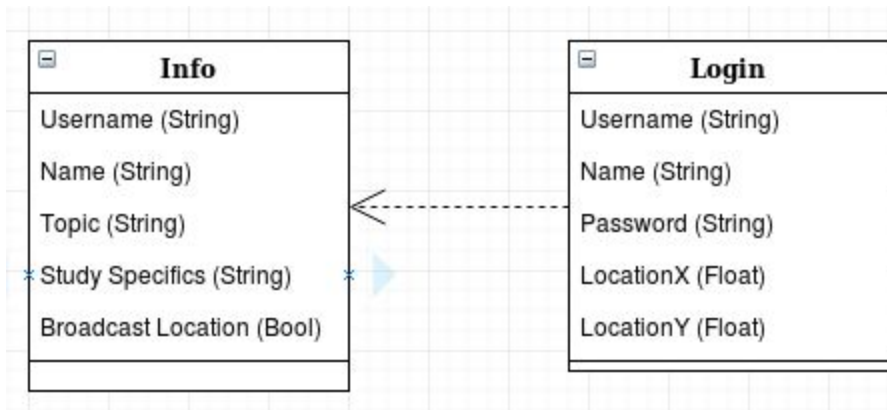 Info
Username (String)
Name (String)
Topic (String)
Study Specifics (String)
Broadcast Location (Bool)
Login
Username (String)
Name (String)
Password (String)
LocationX (Float)
LocationY (Float)